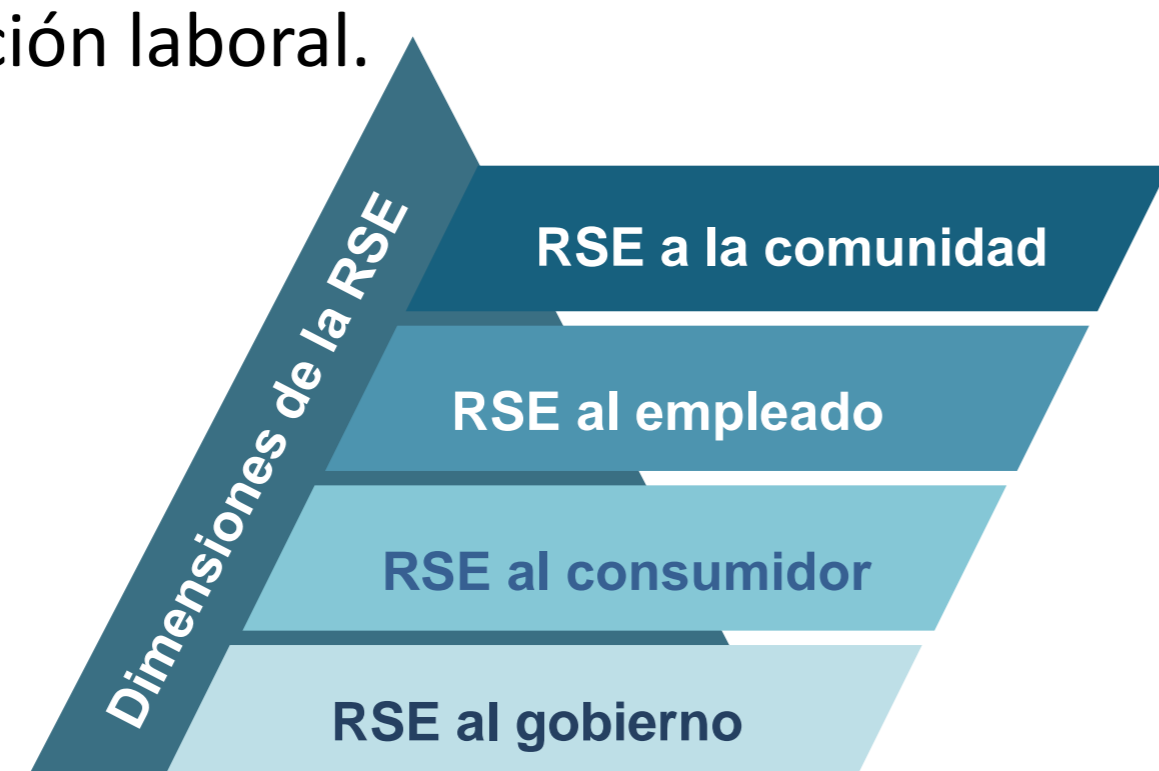 ción laboral.
Dimensiones de la RSE
RSE a la comunidad
RSE al empleado
RSE al consumidor
RSE al gobierno